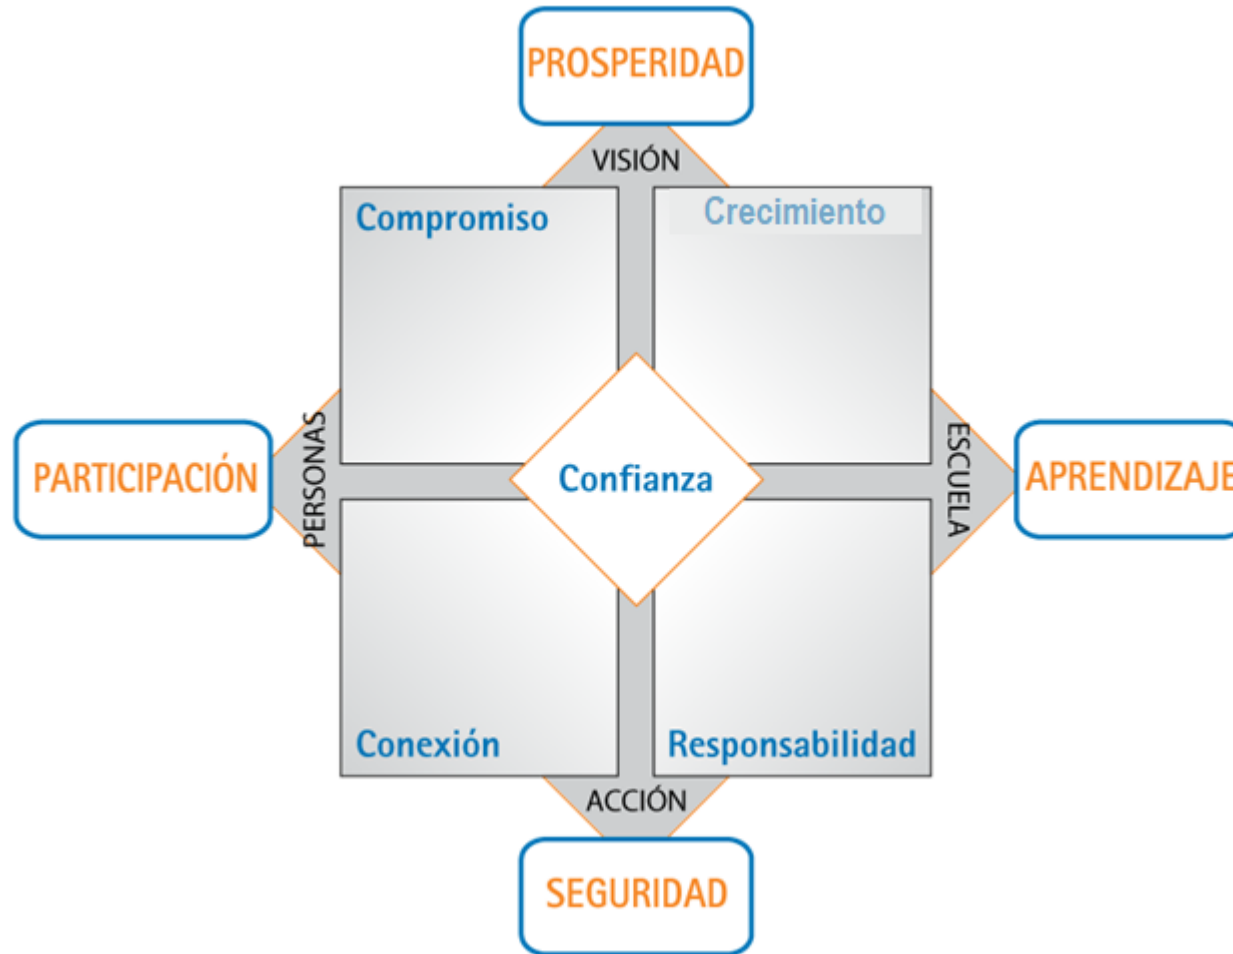 PROSPERIDAD
VISIÓN
Compromiso
Crecimiento
PARTICIPACIÓN
PERSONAS
Confianza
ESCUELA
APRENDIZAJE
Conexión
Responsabilidad
ACCIÓN
SEGURIDAD